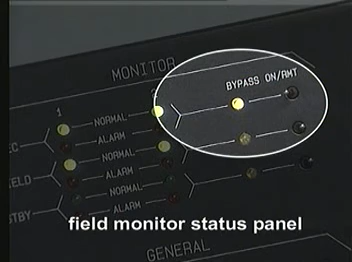 MONITOR
BYPASS ON/RMT
1
NORMAL
EC
ALARM
NORMAL
IELD
ALARM
NORMAL
STBY
ALARM
field monitor status panel
GENERAL